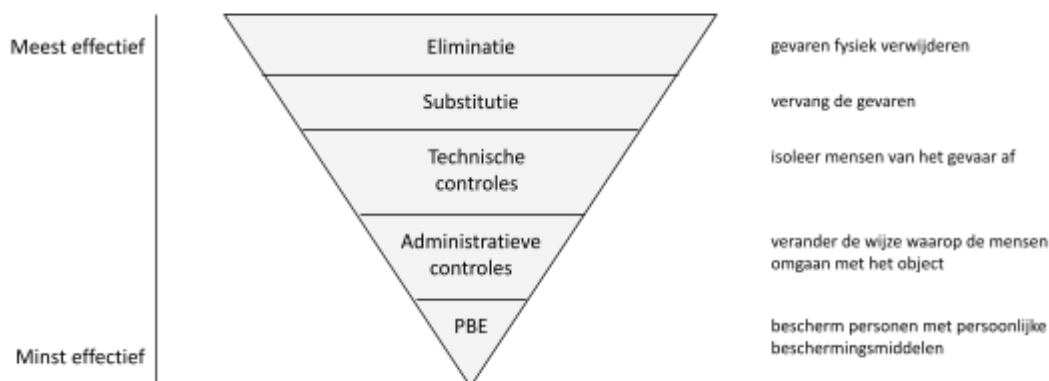 Meest effectief
Eliminatie
gevaren fysiek verwijderen
Substitutie
vervang de gevaren
Technische
controles
isoleer mensen van het gevaar af
Administratieve
controles
verander de wijze waarop de mensen
omgaan met het object
PBE
bescherm personen met persoonlijke
beschermingsmiddelen
Minst effectief